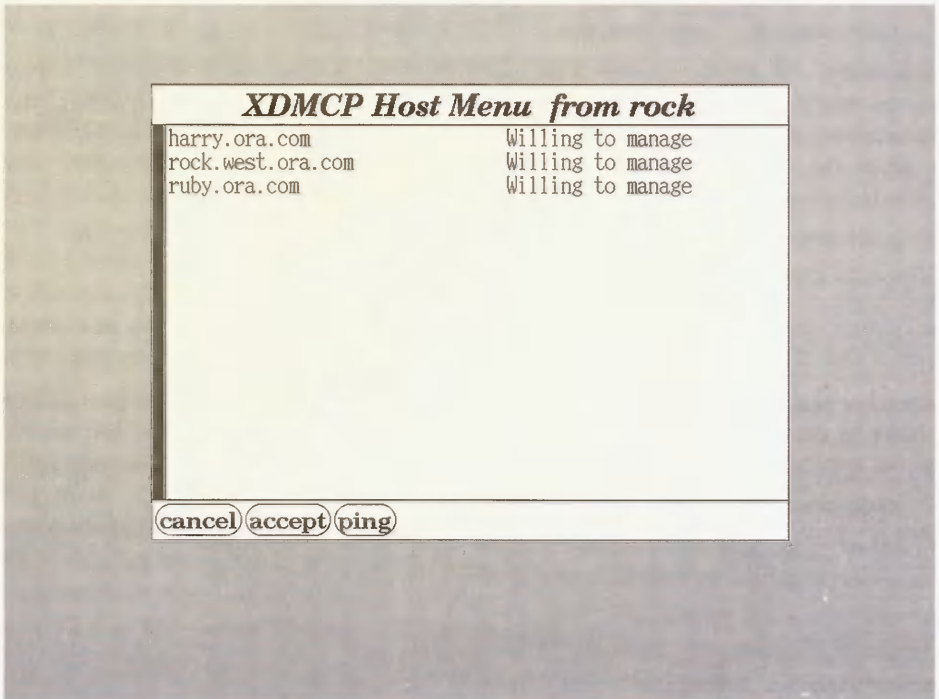 XDMCP Host Menu from rock
harry.ora.com Willing to manage
rock.west.ora.com Willing to manage
ruby.ora.com Willing to manage
cancel accept ping